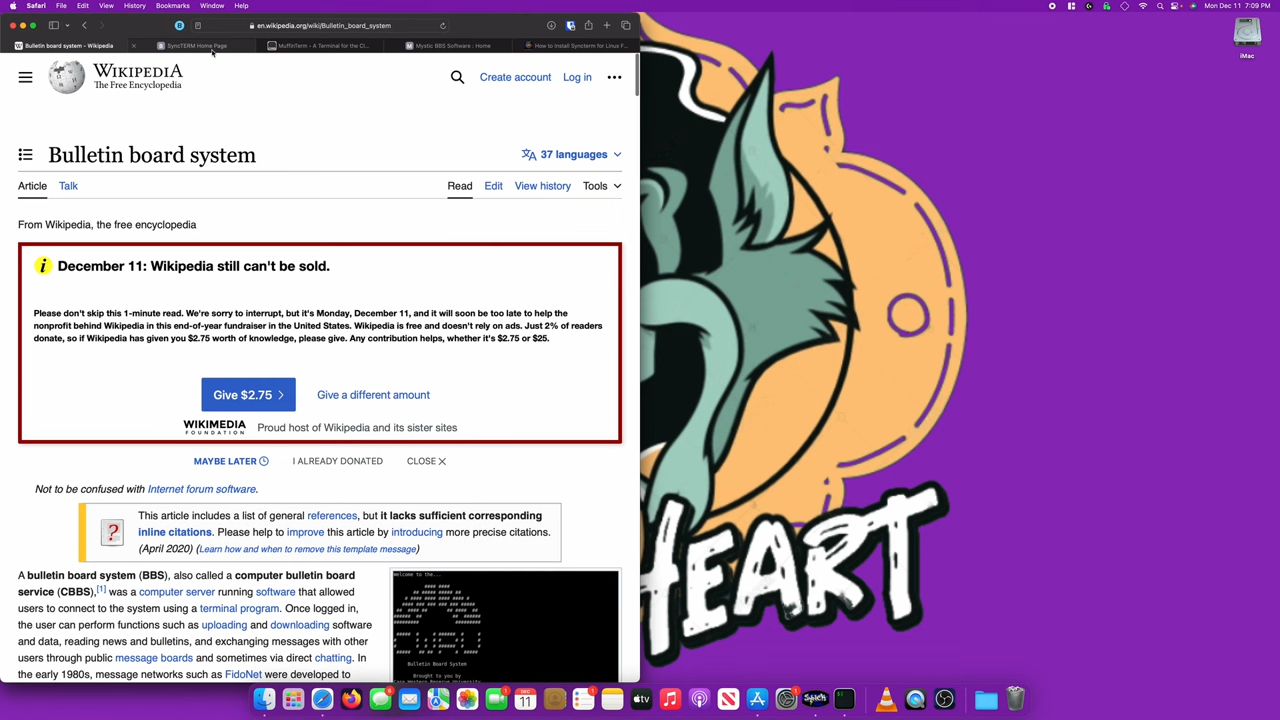 Safari File Edit View History Bookmarks Window Help
Mon Dec 11 7:09 PM
en.wikipedia.org/wiki/Bulletin_board_system
Bulletin board system - Wikipedia
SyncTERM Home Page
MuffinTerm - A Terminal for the Cl...
Mystic BBS Software : Home
How to Install Syncterm for Linux F...
iMac
WIKIPEDIA
The Free Encyclopedia
Create account Log in
Bulletin board system
37 languages
Article Talk
Read Edit View history Tools
From Wikipedia, the free encyclopedia
December 11: Wikipedia still can't be sold.
Please don't skip this 1-minute read. We're sorry to interrupt, but it's Monday, December 11, and it will soon be too late to help the
nonprofit behind Wikipedia in this end-of-year fundraiser in the United States. Wikipedia is free and doesn't rely on ads. Just 2% of readers
donate, so if Wikipedia has given you $2.75 worth of knowledge, please give. Any contribution helps, whether it's $2.75 or $25.
Give $2.75
Give a different amount
WIKIMEDIA
FOUNDATION
Proud host of Wikipedia and its sister sites
MAYBE LATER I ALREADY DONATED CLOSE
Not to be confused with Internet forum software.
This article includes a list of general references, but it lacks sufficient corresponding
inline citations. Please help to improve this article by introducing more precise citations.
(April 2020) (Learn how and when to remove this template message)
A bulletin board system (BBS), also called a computer bulletin board
service (CBBS),[1] was a computer server running software that allowed
users to connect to the system using a terminal program. Once logged in,
the user can perform functions such as uploading and downloading software
and data, reading news and bulletins, and exchanging messages with other
users through public message boards and sometimes via direct chatting. In
the early 1980s, message networks such as FidoNet were developed to
Welcome to the...
Bulletin Board System
Brought to you by
Case Western Reserve University
HEART